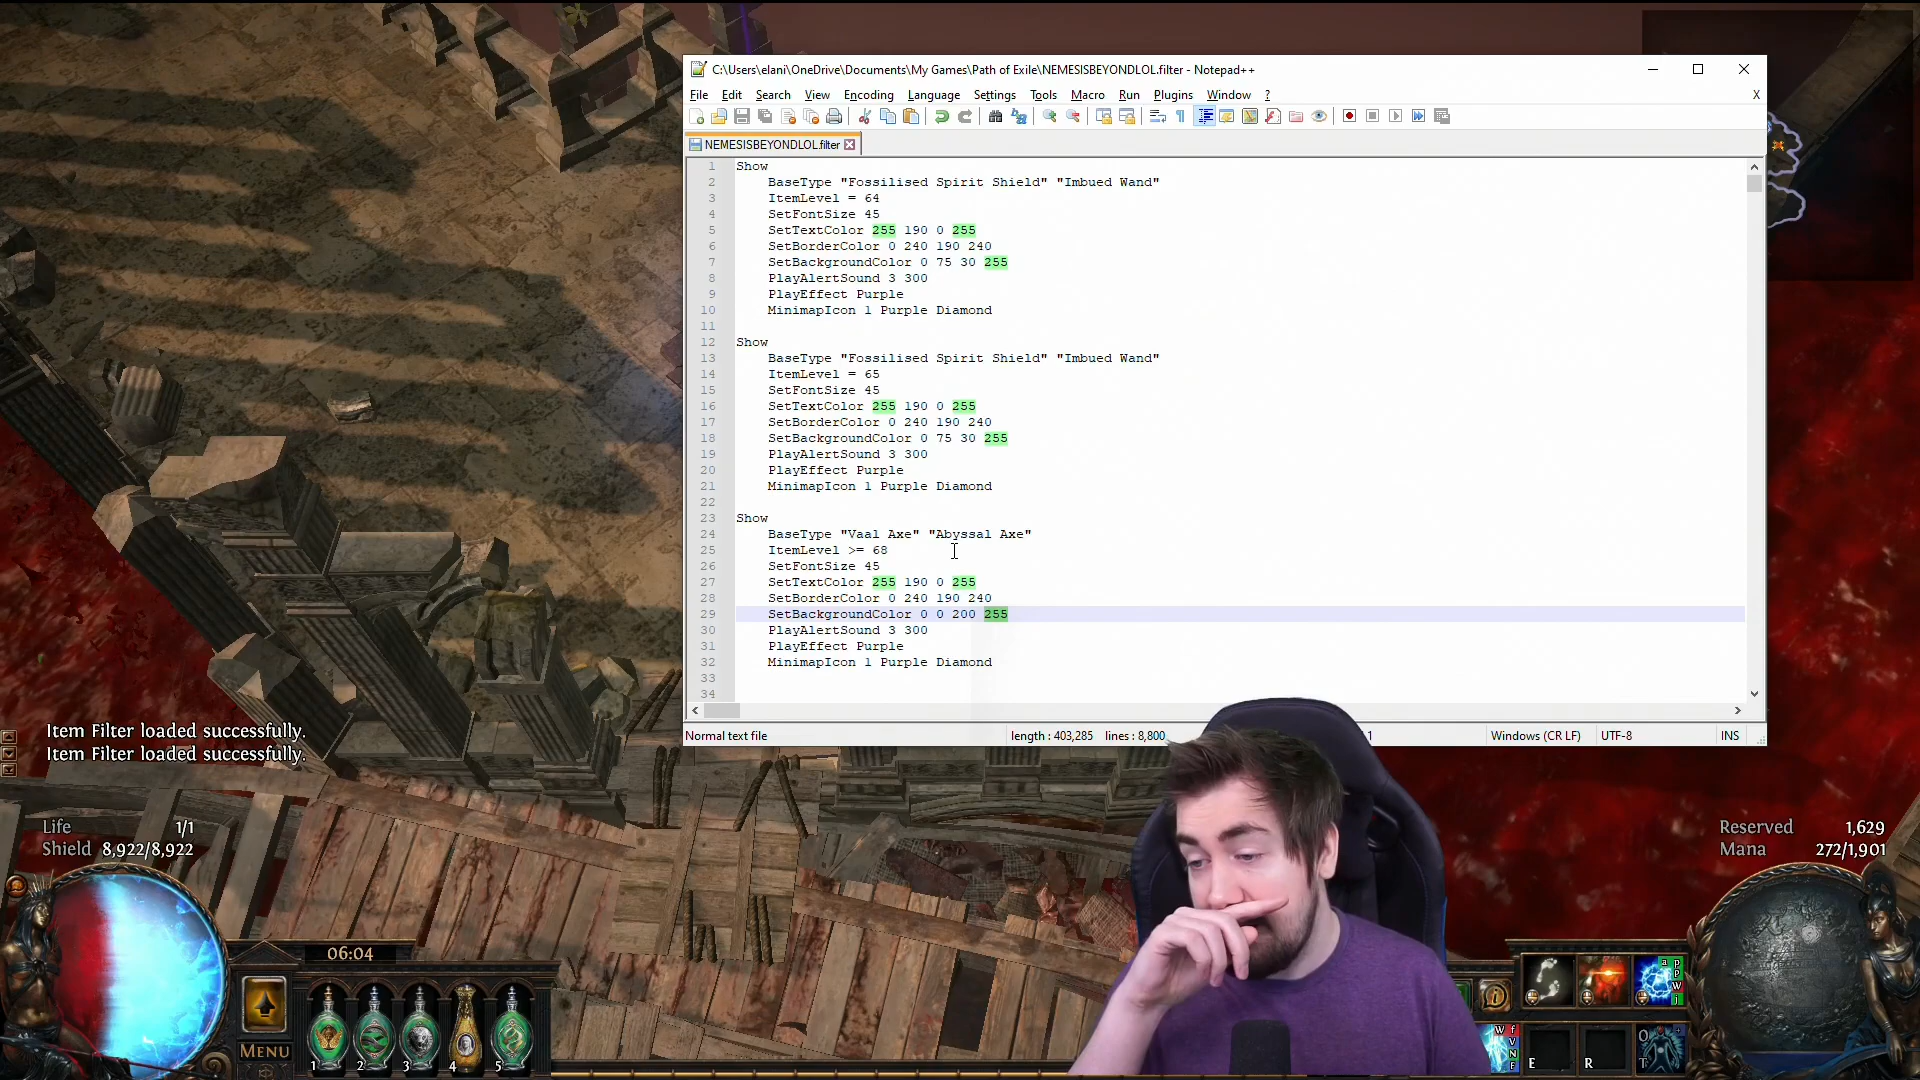 C:\Users\elani\OneDrive\Documents\My Games\Path of Exile\NEMESISBEYONDLOL.filter - Notepad++
File Edit Search View Encoding Language Settings Tools Macro Run Plugins Window ? X
NEMESISBEYONDLOL.filter
1 Show
2 BaseType "Fossilised Spirit Shield" "Imbued Wand"
3 ItemLevel = 64
4 SetFontSize 45
5 SetTextColor 255 190 0 255
6 SetBorderColor 0 240 190 240
7 SetBackgroundColor 0 75 30 255
8 PlayAlertSound 3 300
9 PlayEffect Purple
10 MinimapIcon 1 Purple Diamond
11
12 Show
13 BaseType "Fossilised Spirit Shield" "Imbued Wand"
14 ItemLevel = 65
15 SetFontSize 45
16 SetTextColor 255 190 0 255
17 SetBorderColor 0 240 190 240
18 SetBackgroundColor 0 75 30 255
19 PlayAlertSound 3 300
20 PlayEffect Purple
21 MinimapIcon 1 Purple Diamond
22
23 Show
24 BaseType "Vaal Axe" "Abyssal Axe"
25 ItemLevel >= 68
26 SetFontSize 45
27 SetTextColor 255 190 0 255
28 SetBorderColor 0 240 190 240
29 SetBackgroundColor 0 0 200 255
30 PlayAlertSound 3 300
31 PlayEffect Purple
32 MinimapIcon 1 Purple Diamond
33
34
Normal text file length : 403,285 lines : 8,800 1 Windows (CR LF) UTF-8 INS
Item Filter loaded successfully.
Item Filter loaded successfully.
Life 1/1
Shield 8,922/8,922
Reserved 1,629
Mana 272/1,901
06:04
MENU
1 2 3 4 5
E R